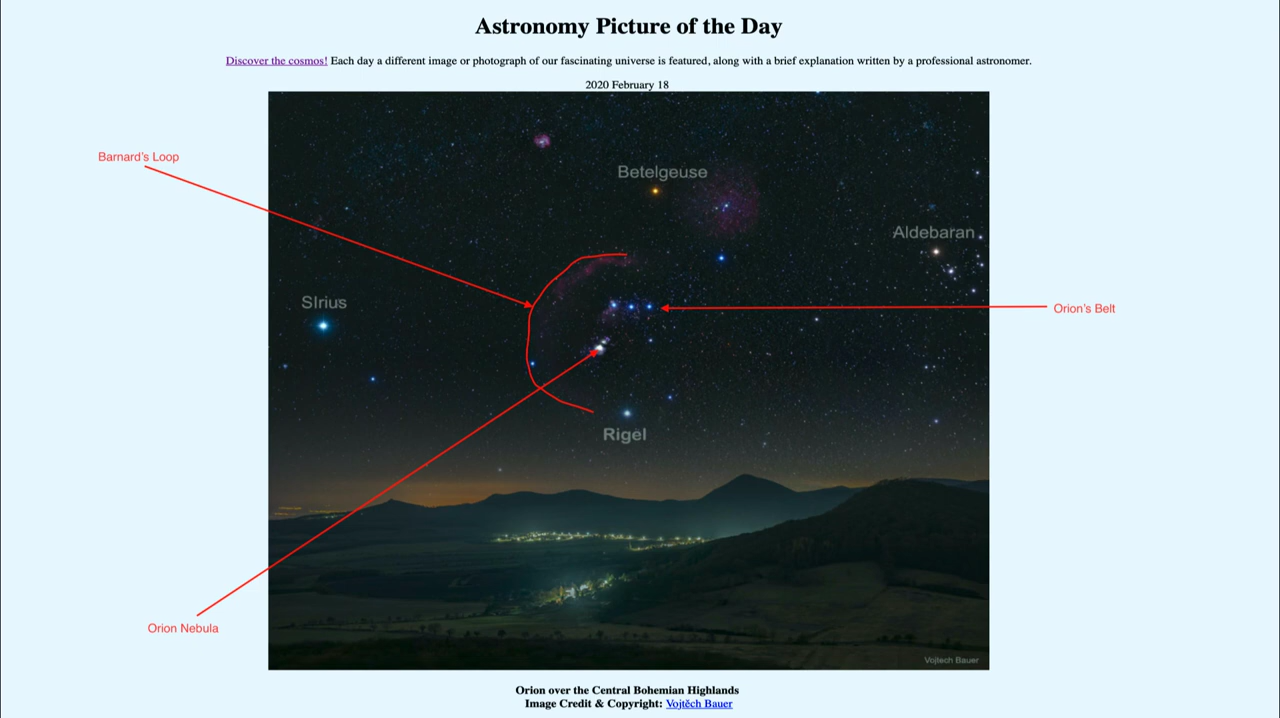 Astronomy Picture of the Day
Discover the cosmos! Each day a different image or photograph of our fascinating universe is featured, along with a brief explanation written by a professional astronomer.
2020 February 18
Barnard's Loop
Betelgeuse
Aldebaran
SIrius
Orion's Belt
Rigel
Orion Nebula
Vojtech Bauer
Orion over the Central Bohemian Highlands
Image Credit & Copyright: Vojtěch Bauer